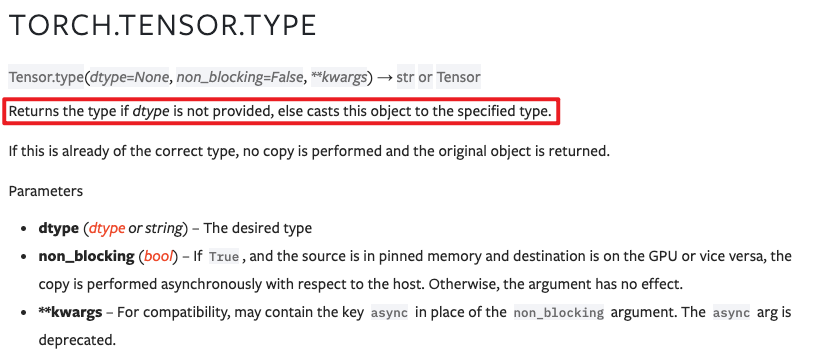 TORCH.TENSOR.TYPE
Tensor.type(dtype=None, non_blocking=False, **kwargs) → str or Tensor
Returns the type if dtype is not provided, else casts this object to the specified type.
If this is already of the correct type, no copy is performed and the original object is returned.
Parameters
• dtype (dtype or string) – The desired type
• non_blocking (bool) – If True, and the source is in pinned memory and destination is on the GPU or vice versa, the
copy is performed asynchronously with respect to the host. Otherwise, the argument has no effect.
• **kwargs – For compatibility, may contain the key async in place of the non_blocking argument. The async arg is
deprecated.